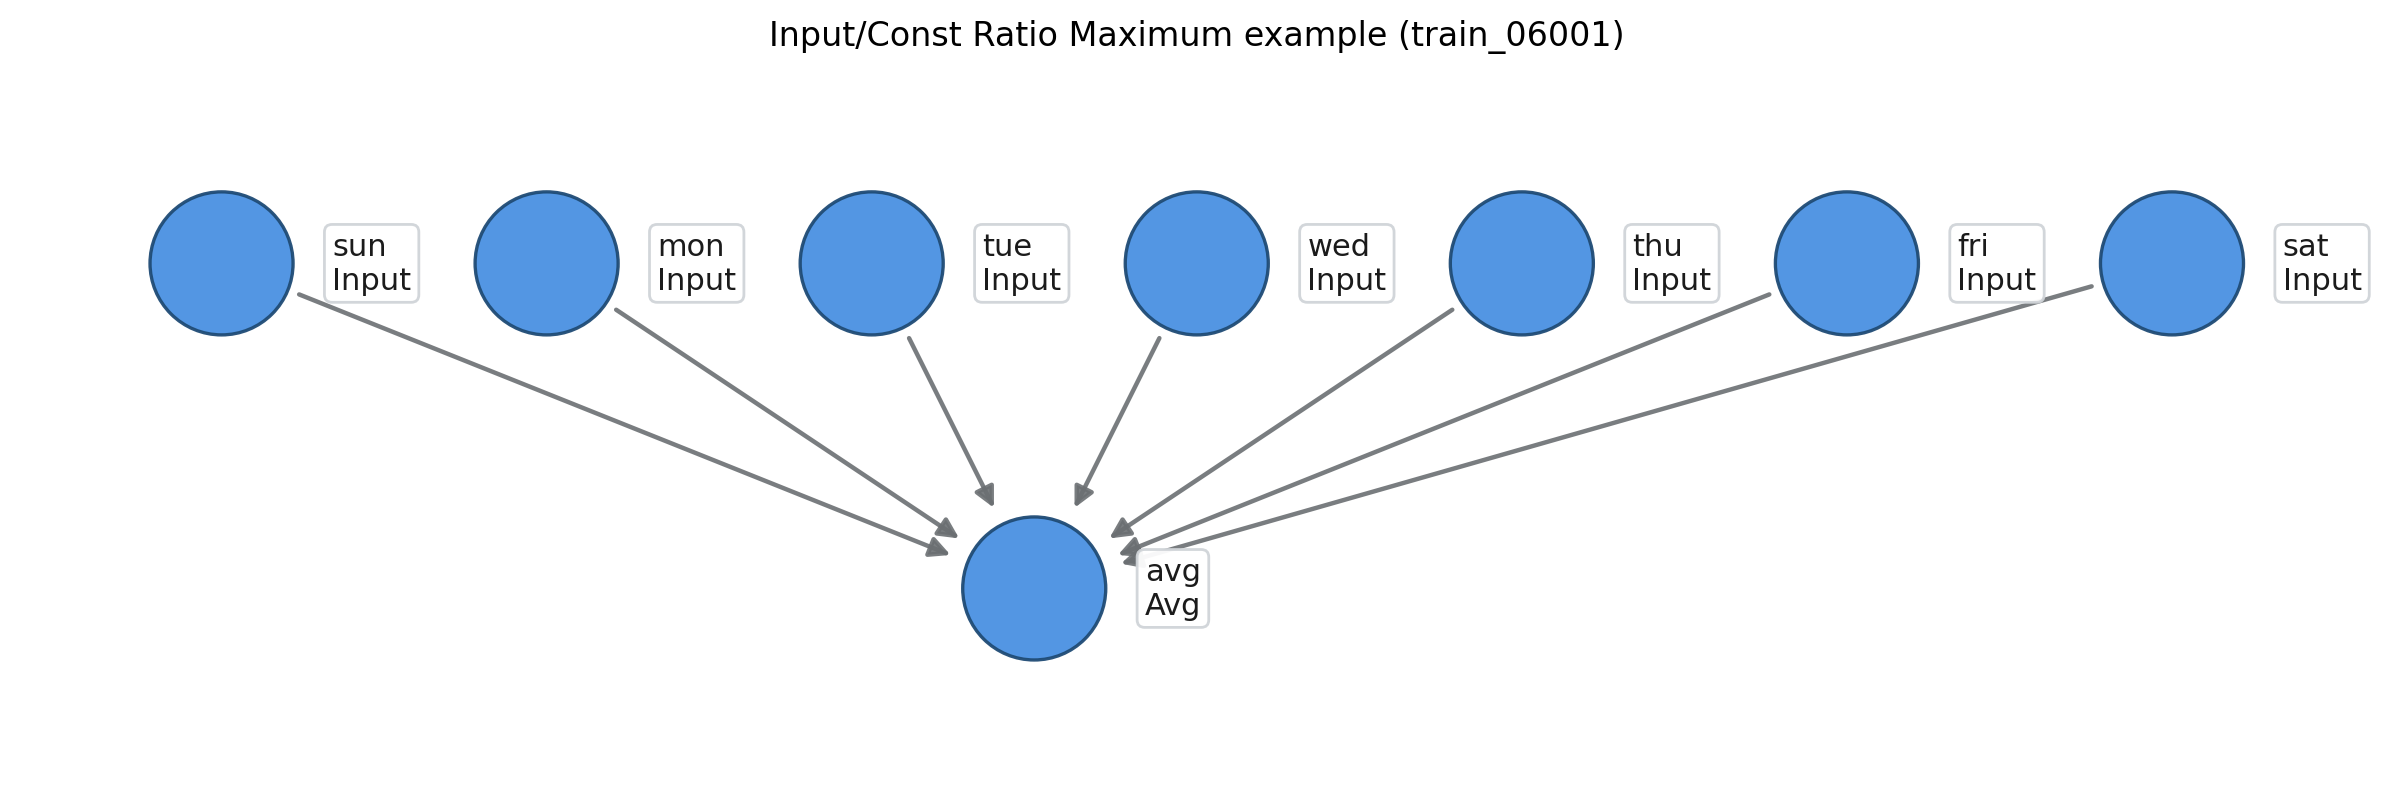 Input/Const Ratio Maximum example (train_06001)
sun
Input
mon
Input
tue
Input
wed
Input
thu
Input
fri
Input
sat
Input
avg
Avg